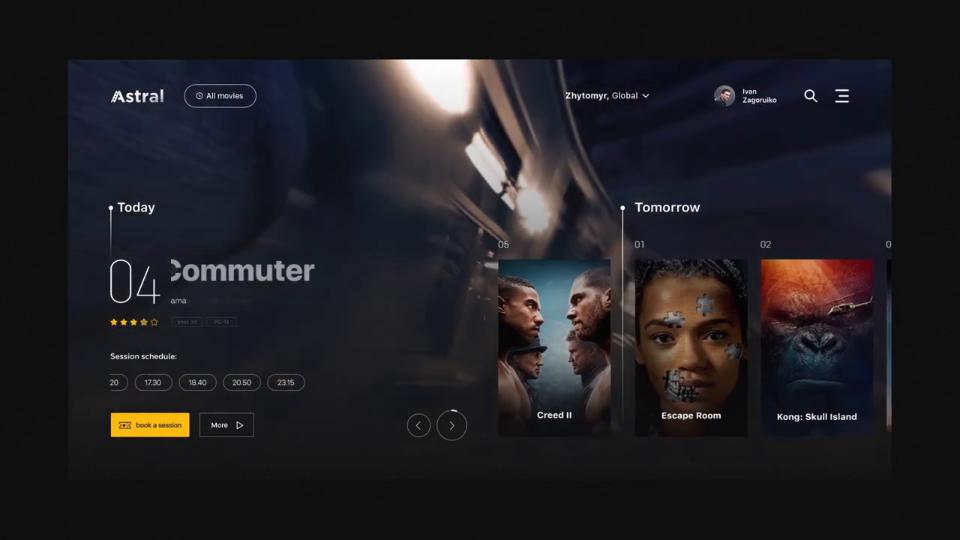 Astral
All movies
Zhytomyr, Global
Ivan
Zagoruiko
Today
Tomorrow
05
01
02
04
Commuter
ama
Session schedule:
20
17.30
18.40
20.50
23.15
book a session
More
Creed II
Escape Room
Kong: Skull Island